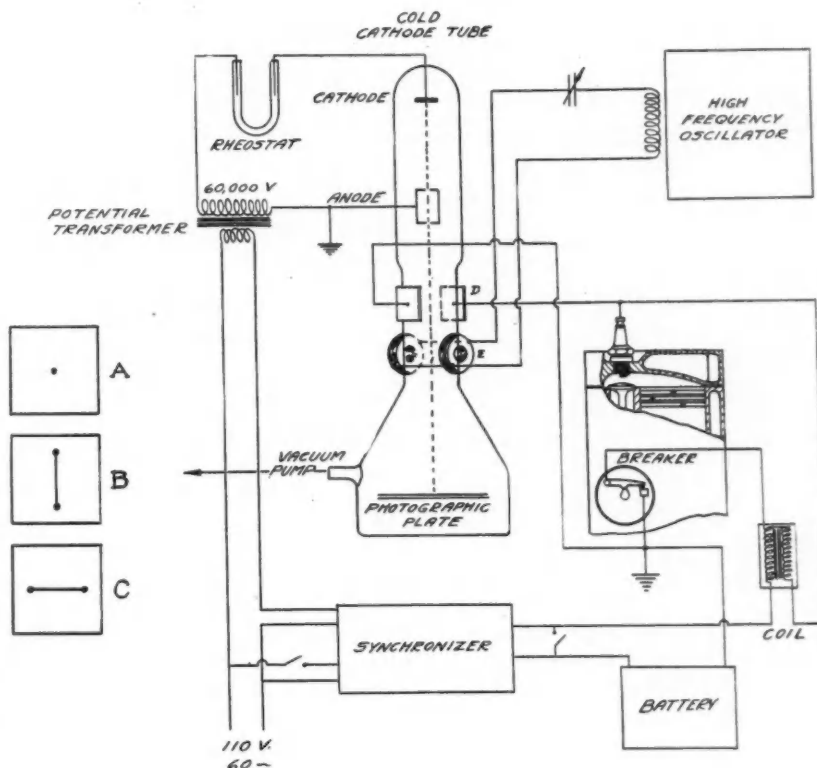 COLD
CATHODE TUBE
CATHODE
RHEOSTAT
HIGH
FREQUENCY
OSCILLATOR
60,000 V
ANODE
POTENTIAL
TRANSFORMER
D
E
A
B
C
VACUUM
PUMP
PHOTOGRAPHIC
PLATE
BREAKER
SYNCHRONIZER
COIL
BATTERY
110 V.
60~